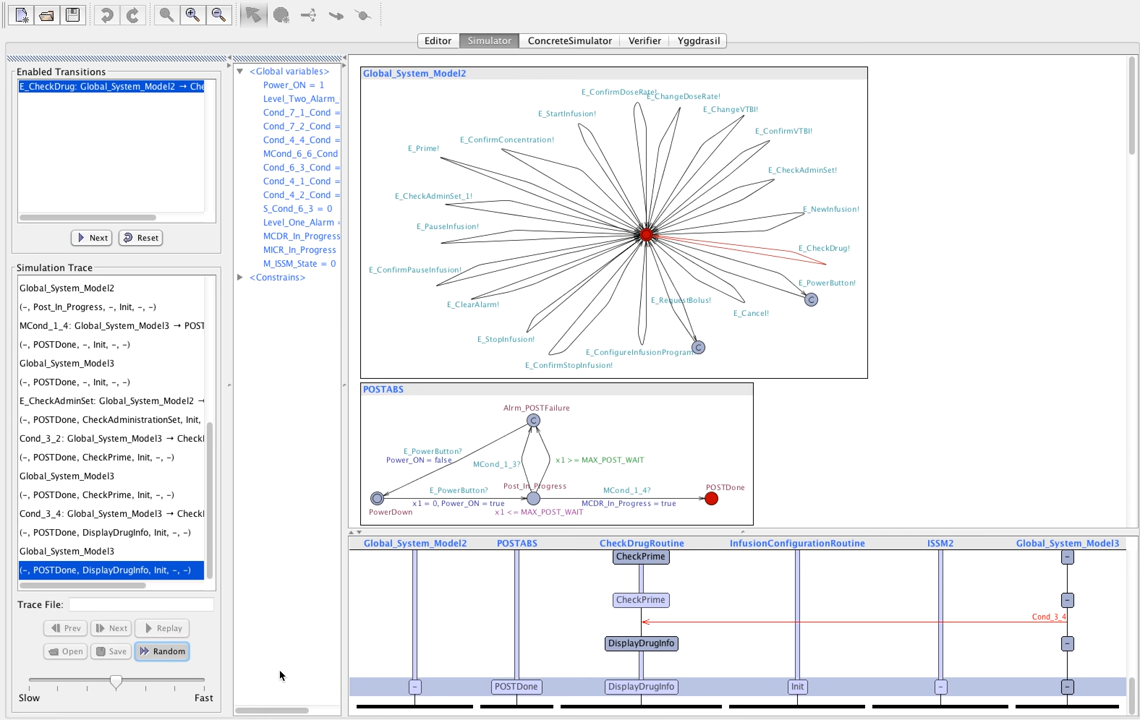 Editor Simulator ConcreteSimulator Verifier Yggdrasil
Enabled Transitions
E_CheckDrug: Global_System_Model2 → Che
Next Reset
Simulation Trace
Global_System_Model2
(-, Post_In_Progress, -, Init, -, -)
MCond_1_4: Global_System_Model3 → POST
(-, POSTDone, -, Init, -, -)
Global_System_Model3
(-, POSTDone, -, Init, -, -)
E_CheckAdminSet: Global_System_Model2 →
(-, POSTDone, CheckAdministrationSet, Init,
Cond_3_2: Global_System_Model3 → Checkl
(-, POSTDone, CheckPrime, Init, -, -)
Global_System_Model3
(-, POSTDone, CheckPrime, Init, -, -)
Cond_3_4: Global_System_Model3 → Checkl
(-, POSTDone, DisplayDrugInfo, Init, -, -)
Global_System_Model3
(-, POSTDone, DisplayDrugInfo, Init, -, -)
Trace File:
Prev Next Replay
Open Save Random
Slow Fast
<Global variables>
Power_ON = 1
Level_Two_Alarm_
Cond_7_1_Cond =
Cond_7_2_Cond =
Cond_4_4_Cond =
MCond_6_6_Cond
Cond_6_3_Cond =
Cond_4_1_Cond =
Cond_4_2_Cond =
S_Cond_6_3 = 0
Level_One_Alarm
MCDR_In_Progress
MICR_In_Progress
M_ISSM_State = 0
<Constrains>
Global_System_Model2
E_ConfirmDoseRate!
E_ChangeDoseRate!
E_StartInfusion!
E_ChangeVTBI!
E_ConfirmConcentration!
E_ConfirmVTBI!
E_Prime!
E_CheckAdminSet!
E_CheckAdminSet_1!
E_NewInfusion!
E_PauseInfusion!
E_CheckDrug!
E_ConfirmPauseInfusion!
E_PowerButton!
C
E_ClearAlarm!
E_RequestBolus!
E_Cancel!
E_StopInfusion!
E_ConfigureInfusionProgram!
C
E_ConfirmStopInfusion!
POSTABS
Alrm_POSTFailure
C
E_PowerButton?
Power_ON = false
MCond_1_3?
x1 >= MAX_POST_WAIT
Post_In_Progress
E_PowerButton?
MCond_1_4?
POSTDone
x1 = 0, Power_ON = true
MCDR_In_Progress = true
PowerDown
x1 <= MAX_POST_WAIT
Global_System_Model2 POSTABS CheckDrugRoutine InfusionConfigurationRoutine ISSM2 Global_System_Model3
CheckPrime -
CheckPrime -
Cond_3_4
DisplayDrugInfo -
- POSTDone DisplayDrugInfo Init - -